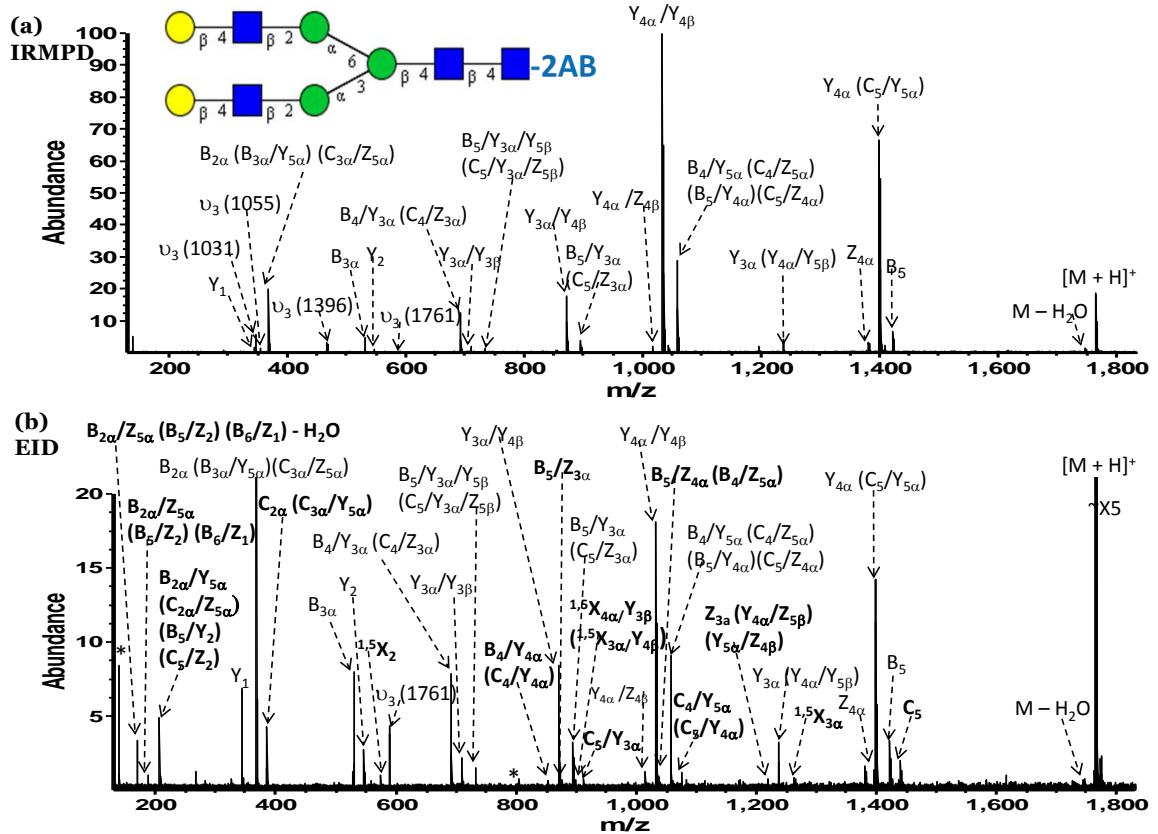 (a)
IRMPD
β 4 β 2 α 6 β 4 β 4 -2AB
β 4 β 2 α 3
Y4α /Y4β
Y4α (C5/Y5α)
B2α (B3α/Y5α) (C3α/Z5α)
B5/Y3α/Y5β
(C5/Y3α/Z5β)
B4/Y5α (C4/Z5α)
(B5/Y4α)(C5/Z4α)
υ3 (1055)
υ3 (1031)
Y1
υ3 (1396)
B3α
Y2
B4/Y3α (C4/Z3α)
υ3 (1761)
Y3α/Y3β
Y3α/Y4β
B5/Y3α
(C5/Z3α)
Y4α /Z4β
Y3α (Y4α/Y5β)
Z4α
B5
[M + H]+
M – H2O
Abundance
100
90
80
70
60
50
40
30
20
10
200 400 600 800 1,000 1,200 1,400 1,600 1,800
m/z
(b)
EID
B2α/Z5α (B5/Z2) (B6/Z1) - H2O
B2α (B3α/Y5α)(C3α/Z5α)
B2α/Z5α
(B5/Z2) (B6/Z1)
C2α (C3α/Y5α)
B2α/Y5α
(C2α/Z5α)
(B5/Y2)
(C5/Z2)
*
Y1
B3α
Y2
1,5X2
υ3 (1761)
B4/Y3α (C4/Z3α)
Y3α/Y3β
B5/Y3α/Y5β
(C5/Y3α/Z5β)
Y3α/Y4β
B5/Z3α
B5/Y3α
(C5/Z3α)
B4/Y4α
(C4/Y4α)
*
1,5X4α/Y3β
(1,5X3α/Y4β)
C5/Y3α
Y4α /Z4β
Y4α /Y4β
B5/Z4α (B4/Z5α)
B4/Y5α (C4/Z5α)
(B5/Y4α)(C5/Z4α)
C4/Y5α
(C5/Y4α)
Z3a (Y4α/Z5β)
(Y5α/Z4β)
Y3α (Y4α/Y5β)
1,5X3α
Z4α
Y4α (C5/Y5α)
B5
C5
M – H2O
[M + H]+
~X5
Abundance
20
15
10
5
200 400 600 800 1,000 1,200 1,400 1,600 1,800
m/z